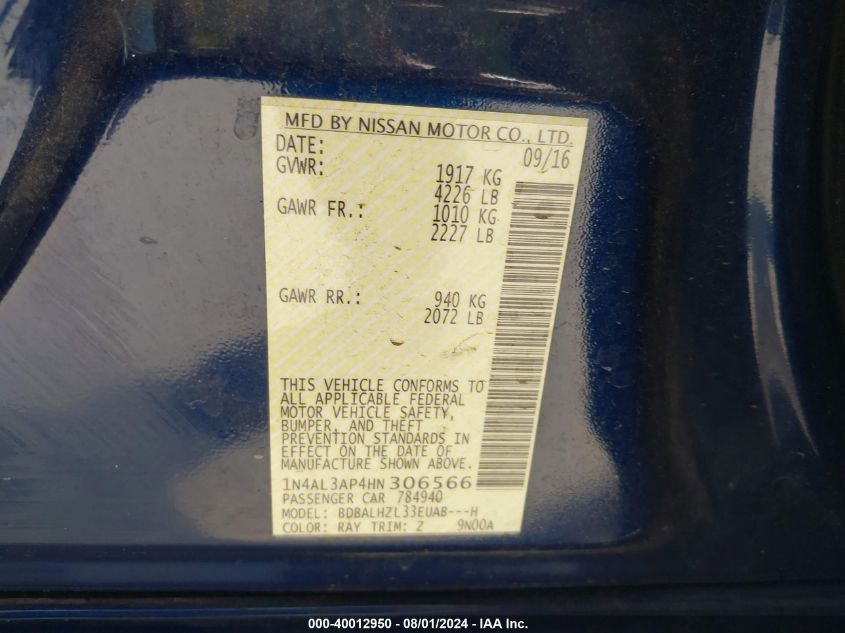 MFD BY NISSAN MOTOR CO., LTD.
DATE: 09/16
GVWR: 1917 KG
4226 LB
GAWR FR.: 1010 KG
2227 LB
GAWR RR.: 940 KG
2072 LB
THIS VEHICLE CONFORMS TO
ALL APPLICABLE FEDERAL
MOTOR VEHICLE SAFETY,
BUMPER, AND THEFT
PREVENTION STANDARDS IN
EFFECT ON THE DATE OF
MANUFACTURE SHOWN ABOVE.
1N4AL3AP4HN306566
PASSENGER CAR 784940
MODEL: BDBALHZL33EUAB---H
COLOR: RAY TRIM: Z 9N00A
000-40012950 - 08/01/2024 - IAA Inc.